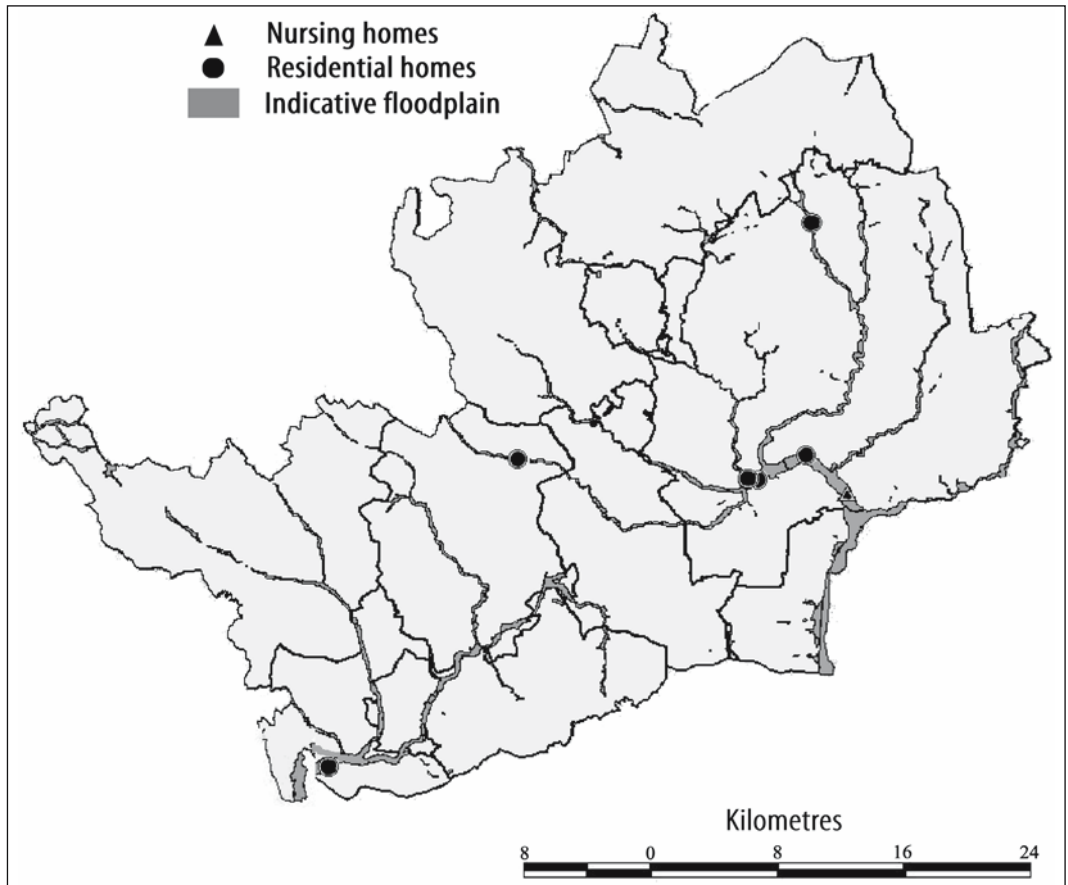 Nursing homes
Residential homes
Indicative floodplain
Kilometres
8 0 8 16 24